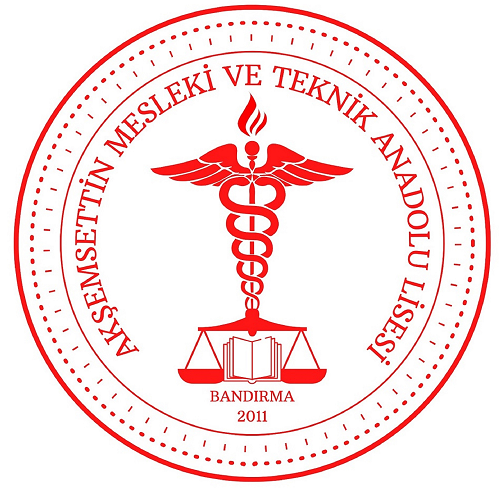 AKŞEMSETTİN MESLEKİ VE TEKNİK ANADOLU LİSESİ
BANDIRMA
2011